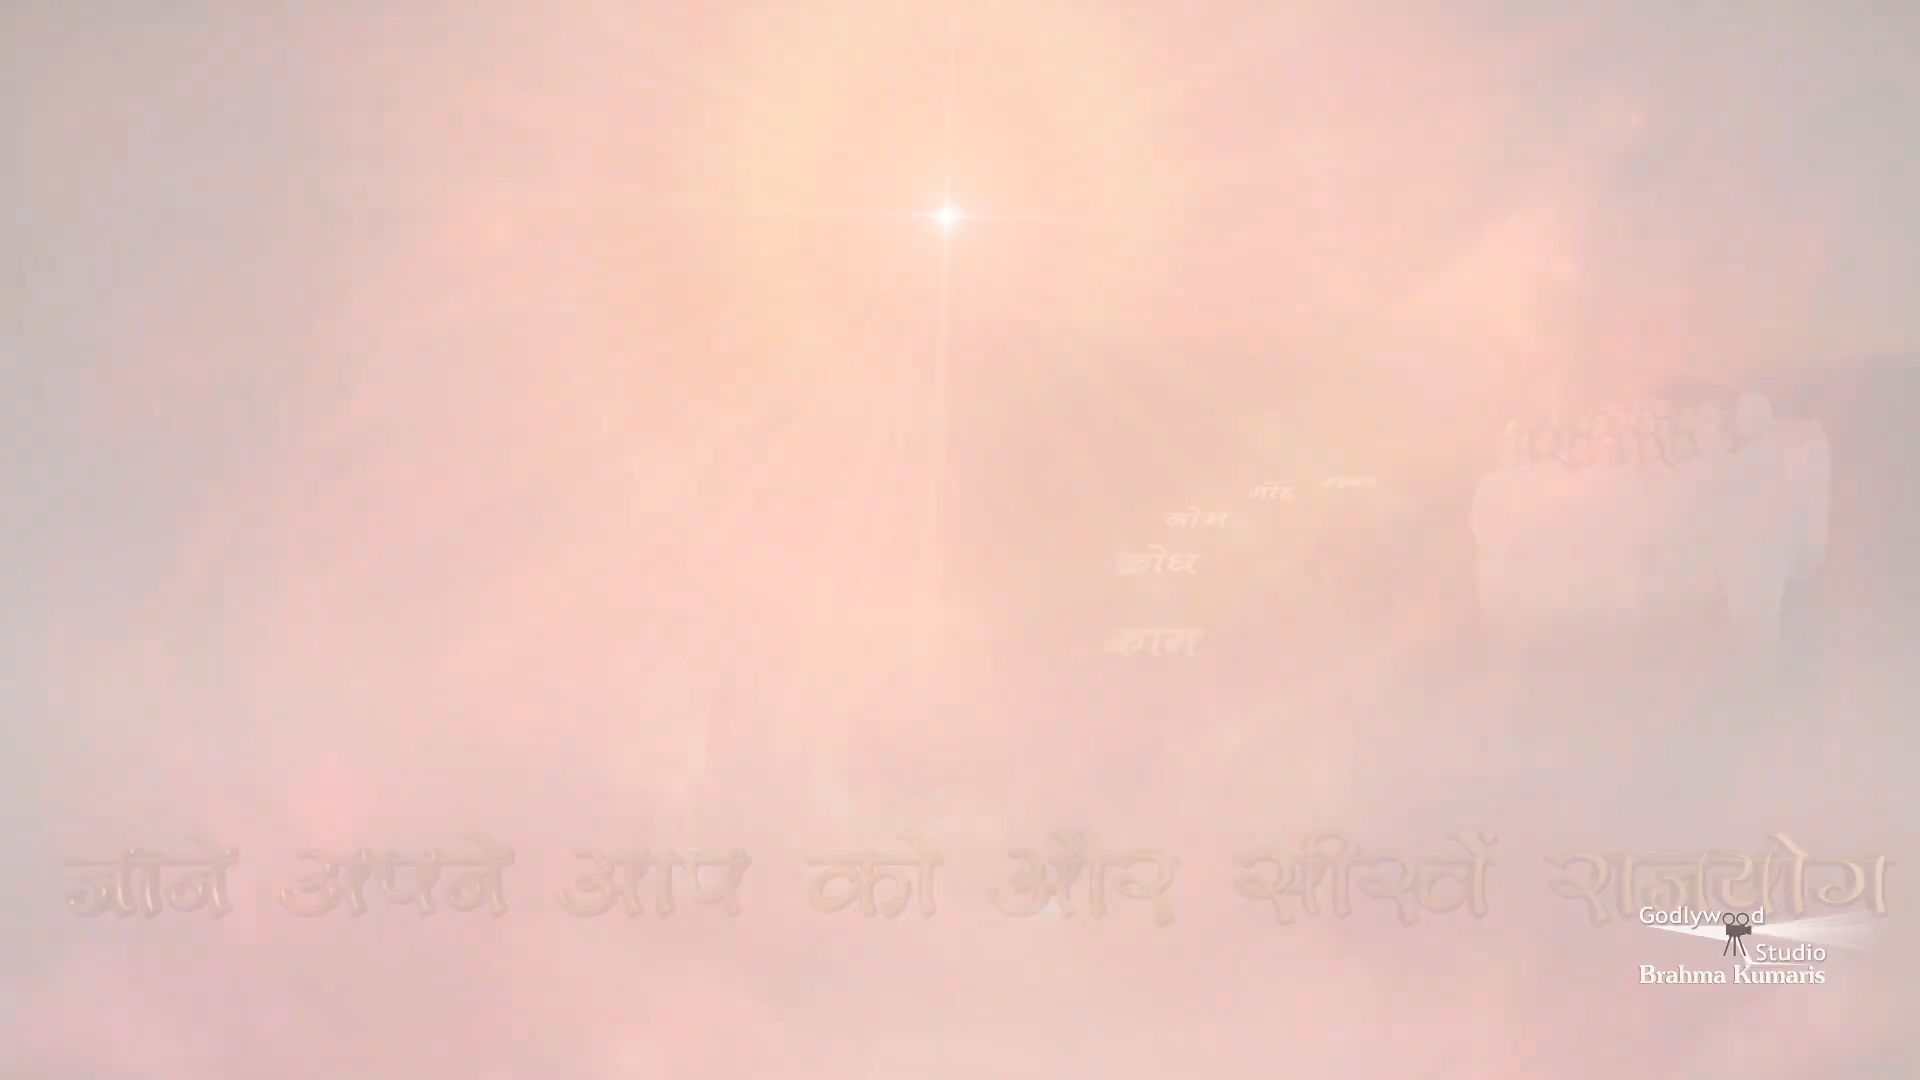 लोभ
क्रोध
काम
जाने अपने आप को और सीखें राजयोग
Godlywood
Studio
Brahma Kumaris